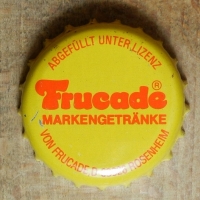 ABGEFÜLLT UNTER LIZENZ
Frucade®
MARKENGETRÄNKE
VON FRUCADE ROSENHEIM